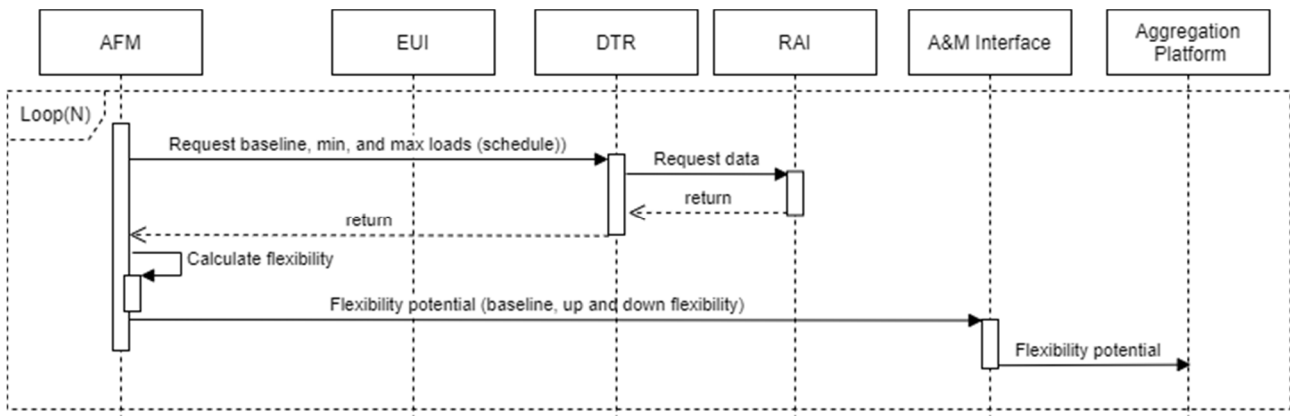 AFM
EUI
DTR
RAI
A&M Interface
Aggregation
Platform
Loop(N)
Request baseline, min, and max loads (schedule))
Request data
return
return
Calculate flexibility
Flexibility potential (baseline, up and down flexibility)
Flexibility potential